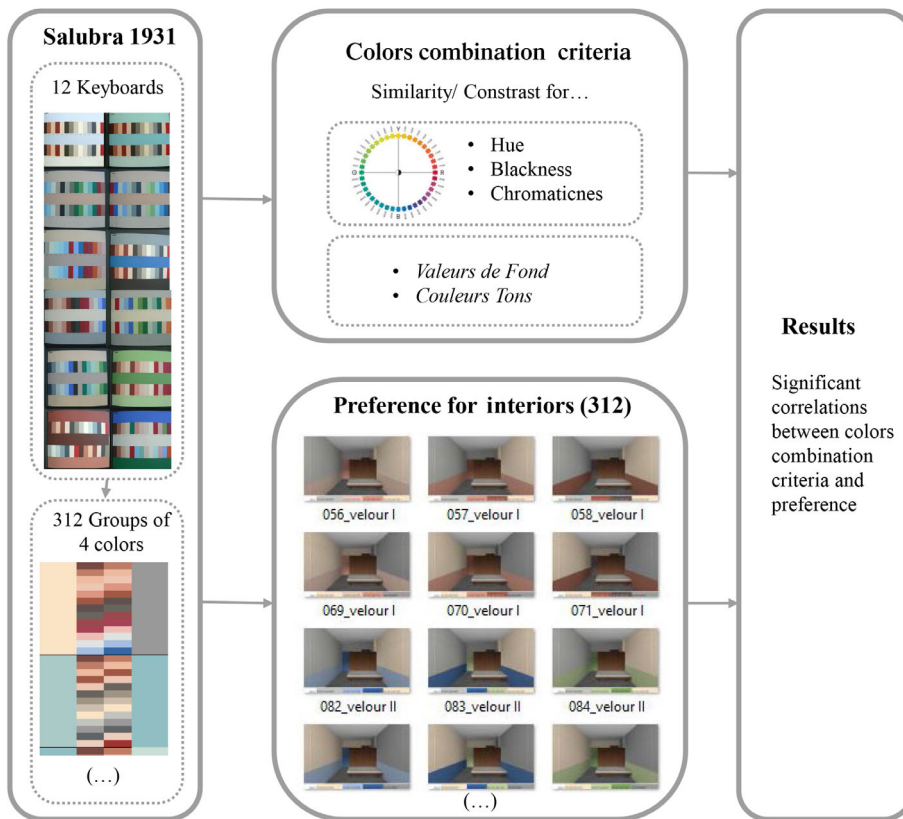 Salubra 1931
12 Keyboards
312 Groups of
4 colors
(…)
Colors combination criteria
Similarity/ Constrast for…
Y
G
R
B
• Hue
• Blackness
• Chromaticnes
• Valeurs de Fond
• Couleurs Tons
Preference for interiors (312)
056_velour I
057_velour I
058_velour I
069_velour I
070_velour I
071_velour I
082_velour II
083_velour II
084_velour II
(…)
Results
Significant
correlations
between colors
combination
criteria and
preference